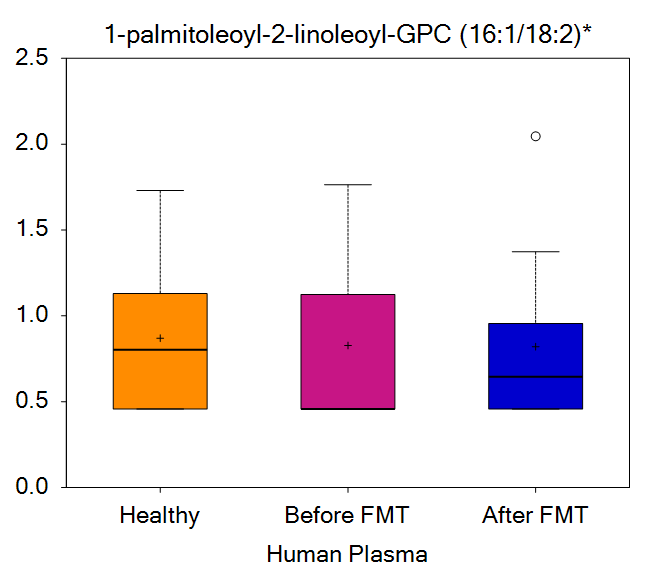 1-palmitoleoyl-2-linoleoyl-GPC (16:1/18:2)*
2.5
2.0
1.5
1.0
0.5
0.0
Healthy Before FMT After FMT
Human Plasma